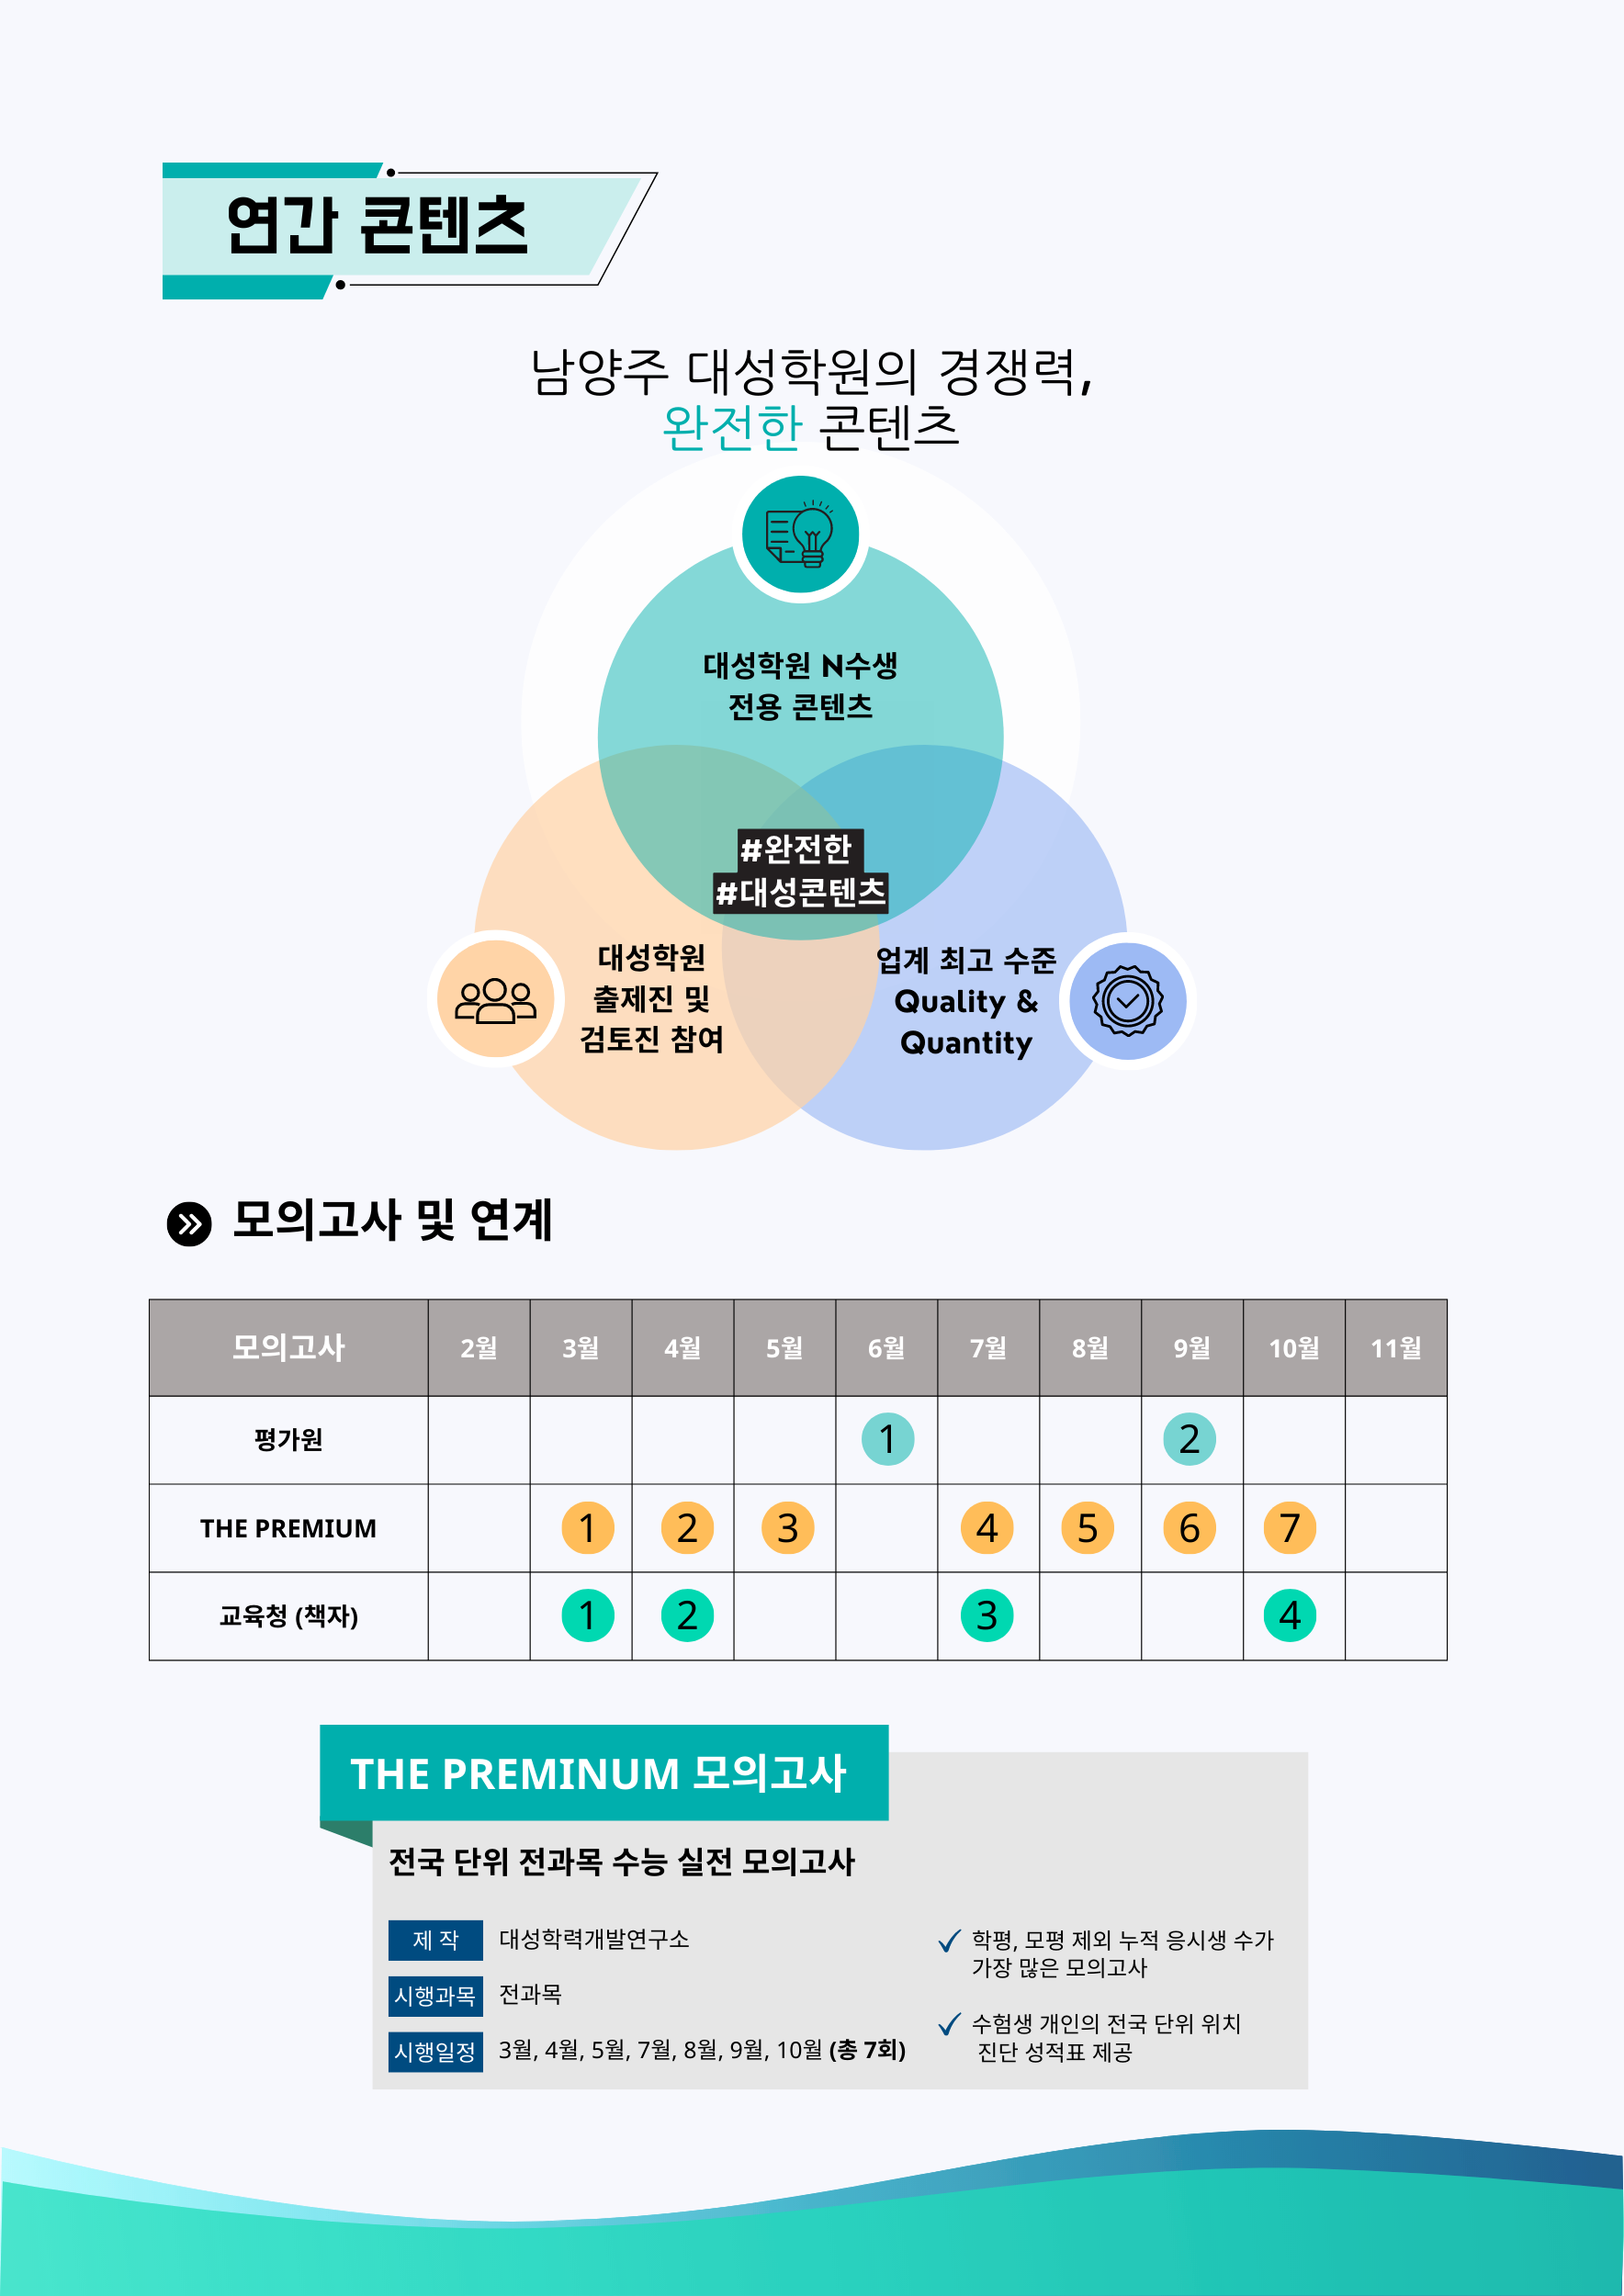 연간 콘텐츠
남양주 대성학원의 경쟁력,
완전한 콘텐츠
대성학원 N수생
전용 콘텐츠
#완전한
#대성콘텐츠
대성학원
출제진 및
검토진 참여
업계 최고 수준
Quality &
Quantity
모의고사 및 연계
모의고사 2월 3월 4월 5월 6월 7월 8월 9월 10월 11월
평가원 1 2
THE PREMIUM 1 2 3 4 5 6 7
교육청 (책자) 1 2 3 4
THE PREMINUM 모의고사
전국 단위 전과목 수능 실전 모의고사
제 작 대성학력개발연구소
시행과목 전과목
시행일정 3월, 4월, 5월, 7월, 8월, 9월, 10월 (총 7회)
학평, 모평 제외 누적 응시생 수가
가장 많은 모의고사
수험생 개인의 전국 단위 위치
진단 성적표 제공